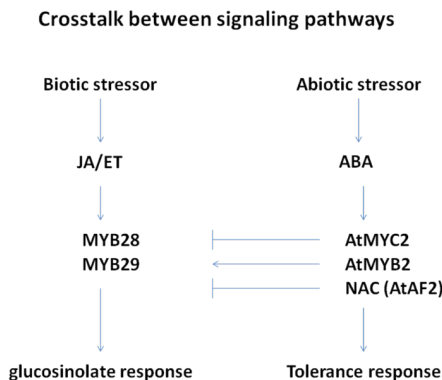 Crosstalk between signaling pathways
Biotic stressor
Abiotic stressor
JA/ET
ABA
MYB28
AtMYC2
MYB29
AtMYB2
NAC (AtAF2)
glucosinolate response
Tolerance response